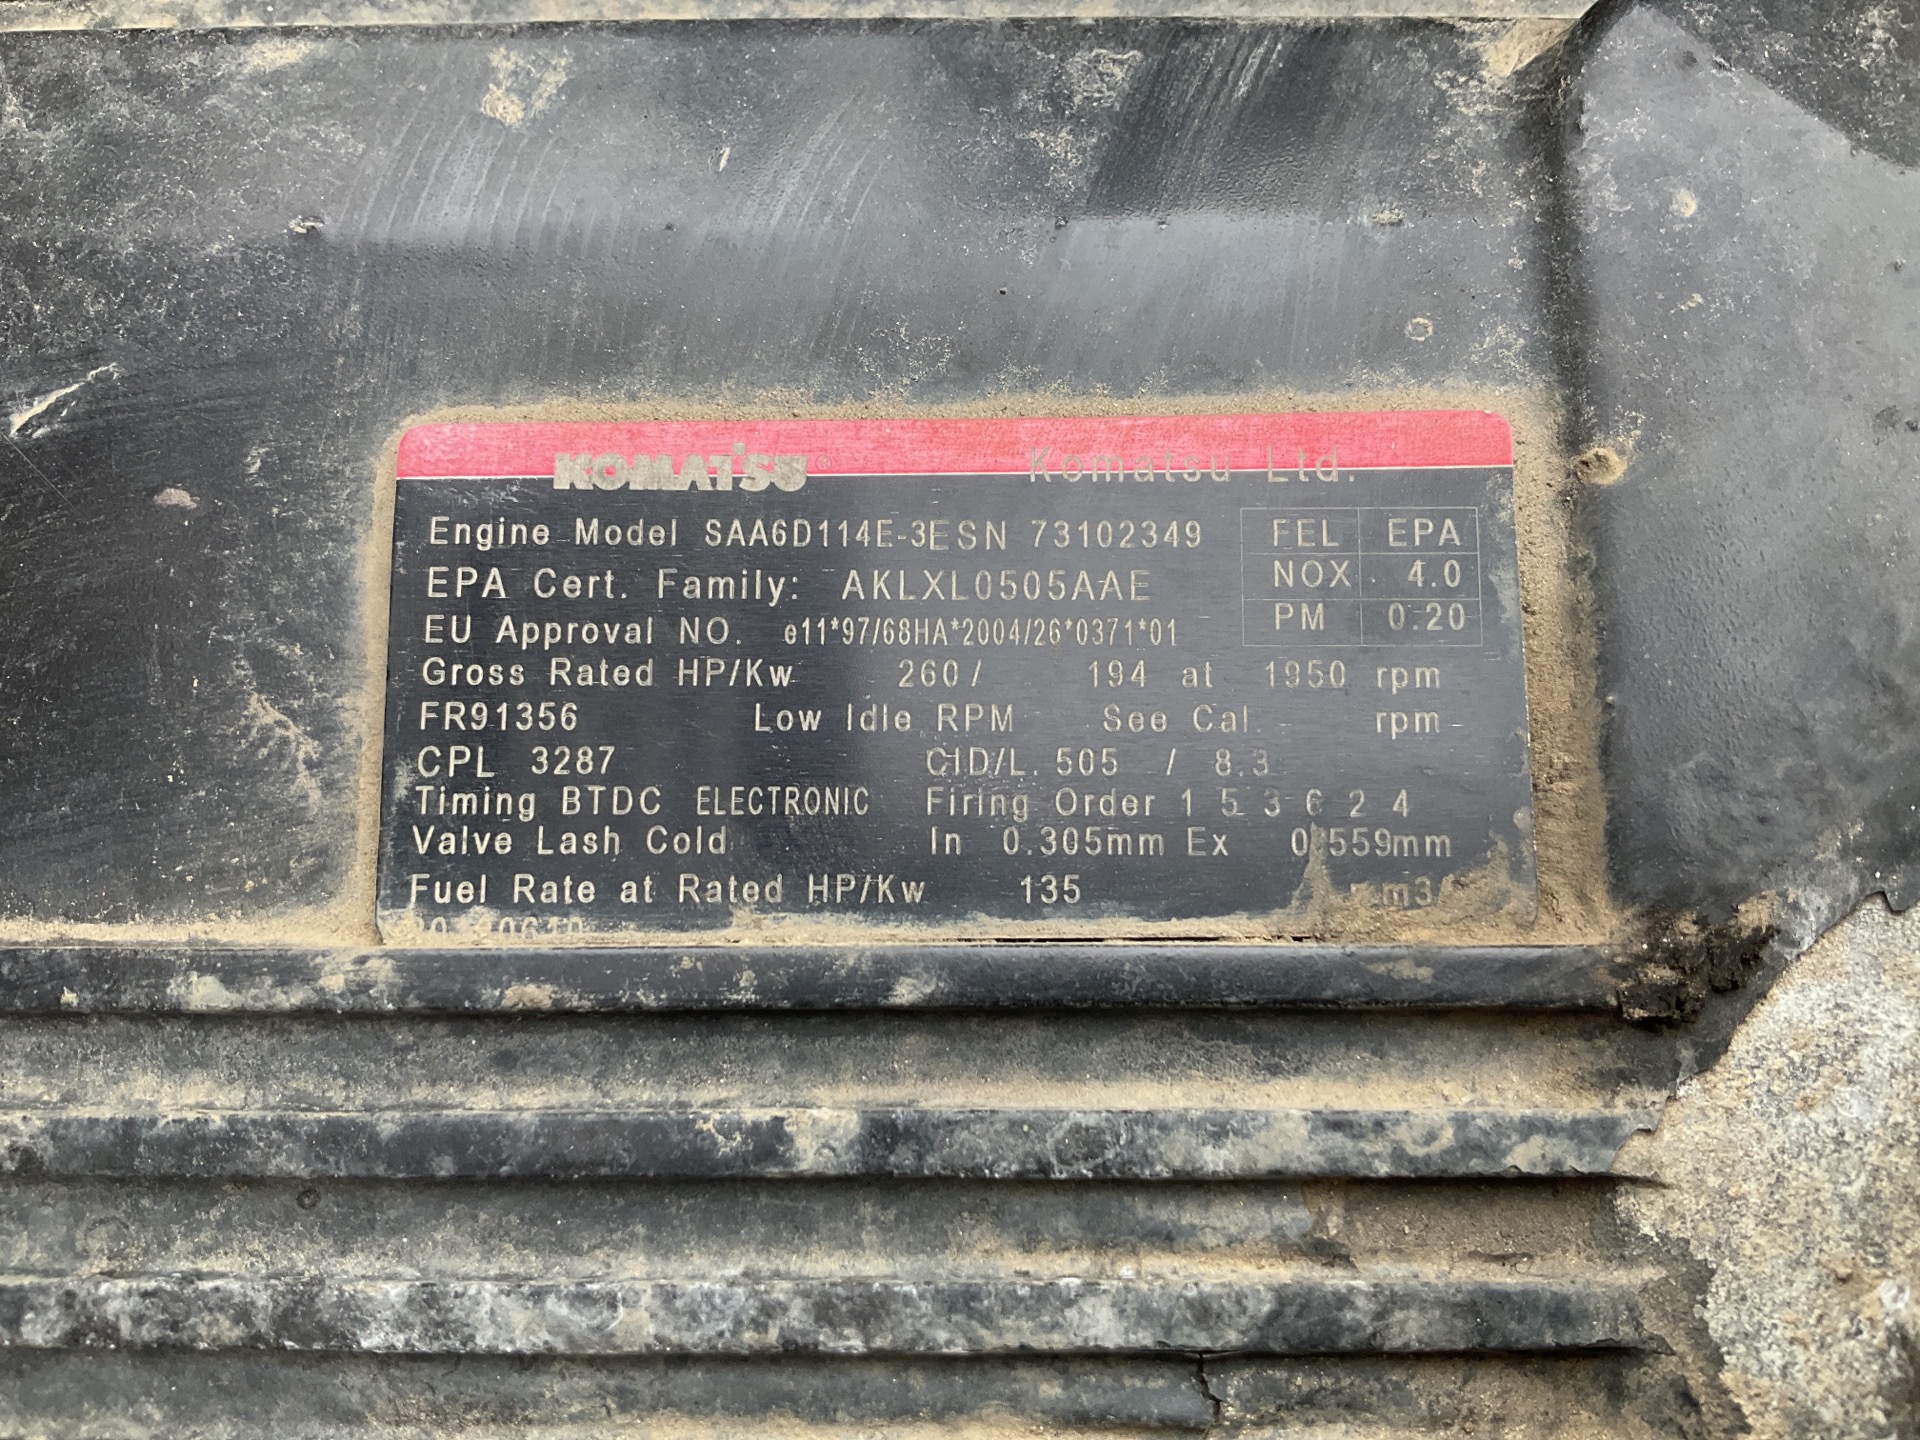 KOMATSU® Komatsu Ltd.
Engine Model SAA6D114E-3 ESN 73102349 FEL EPA
EPA Cert. Family: AKLXL0505AAE NOX 4.0
EU Approval NO. e11*97/68HA*2004/26*0371*01 PM 0.20
Gross Rated HP/Kw 260 / 194 at 1950 rpm
FR91356 Low Idle RPM See Cal. rpm
CPL 3287 CID/L. 505 / 8.3
Timing BTDC ELECTRONIC Firing Order 1 5 3 6 2 4
Valve Lash Cold In 0.305mm Ex 0.559mm
Fuel Rate at Rated HP/Kw 135